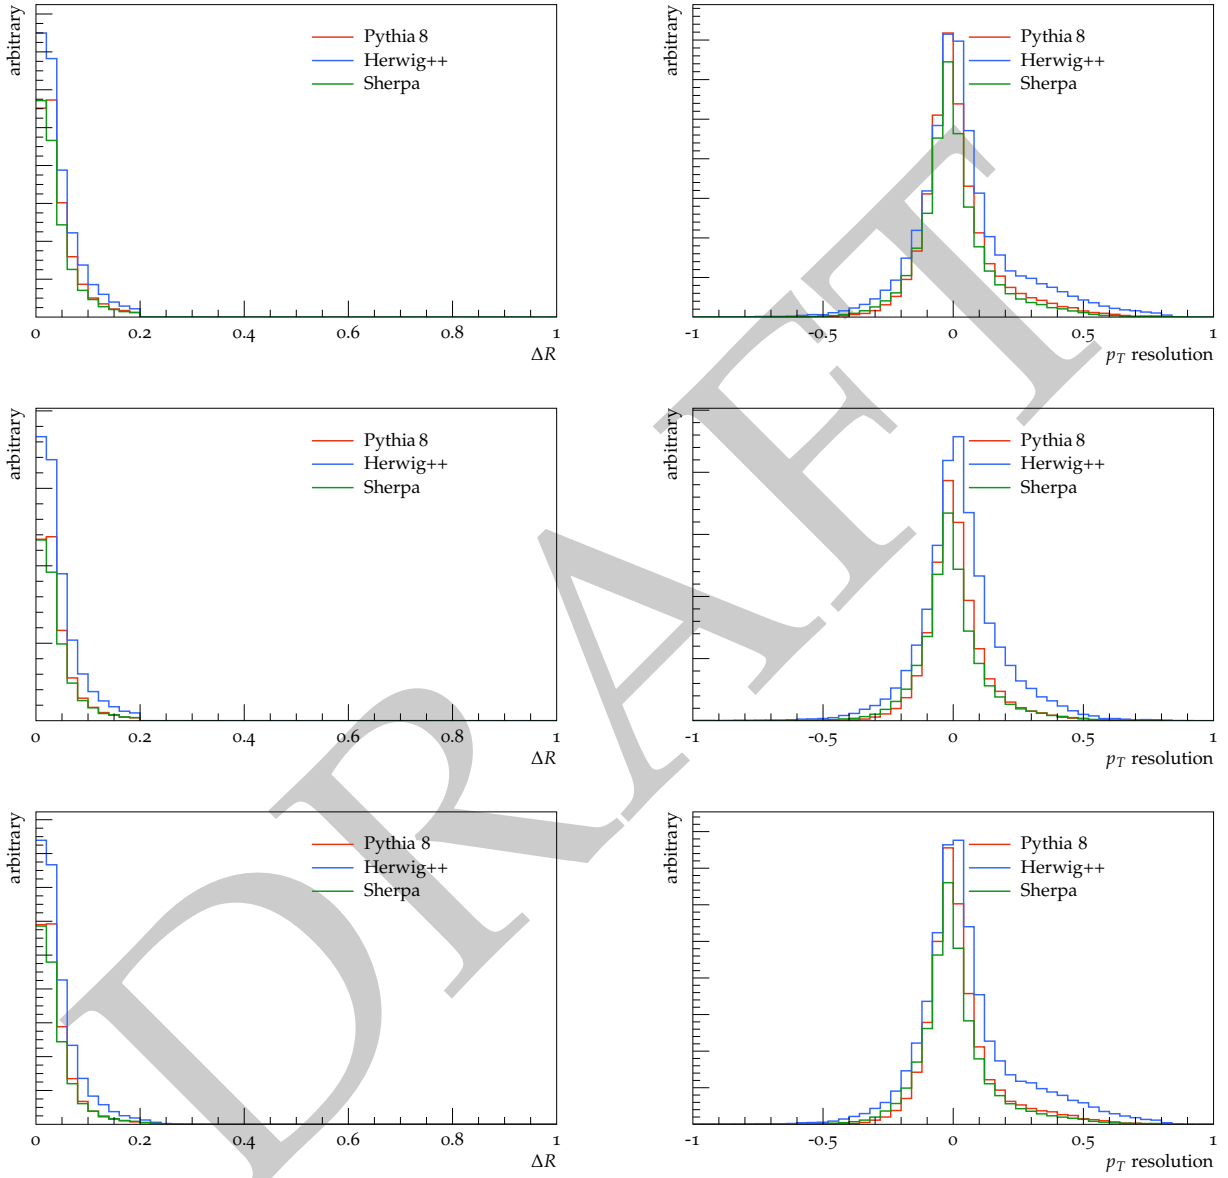 arbitrary
Pythia 8
Herwig++
Sherpa
0 0.2 0.4 0.6 0.8 1
ΔR
arbitrary
Pythia 8
Herwig++
Sherpa
-1 -0.5 0 0.5 1
p_T resolution
arbitrary
Pythia 8
Herwig++
Sherpa
0 0.2 0.4 0.6 0.8 1
ΔR
arbitrary
Pythia 8
Herwig++
Sherpa
-1 -0.5 0 0.5 1
p_T resolution
arbitrary
Pythia 8
Herwig++
Sherpa
0 0.2 0.4 0.6 0.8 1
ΔR
arbitrary
Pythia 8
Herwig++
Sherpa
-1 -0.5 0 0.5 1
p_T resolution
DRAFT